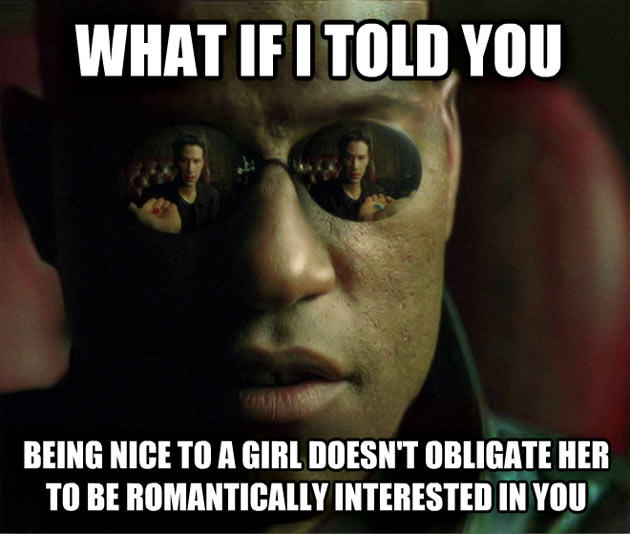 WHAT IF I TOLD YOU
BEING NICE TO A GIRL DOESN'T OBLIGATE HER
TO BE ROMANTICALLY INTERESTED IN YOU